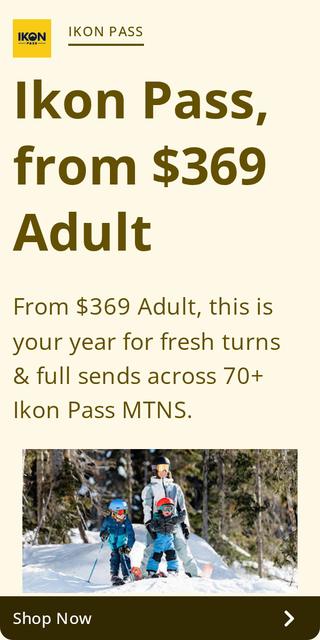 IKON
PASS
IKON PASS
Ikon Pass,
from $369
Adult
From $369 Adult, this is
your year for fresh turns
& full sends across 70+
Ikon Pass MTNS.
Shop Now